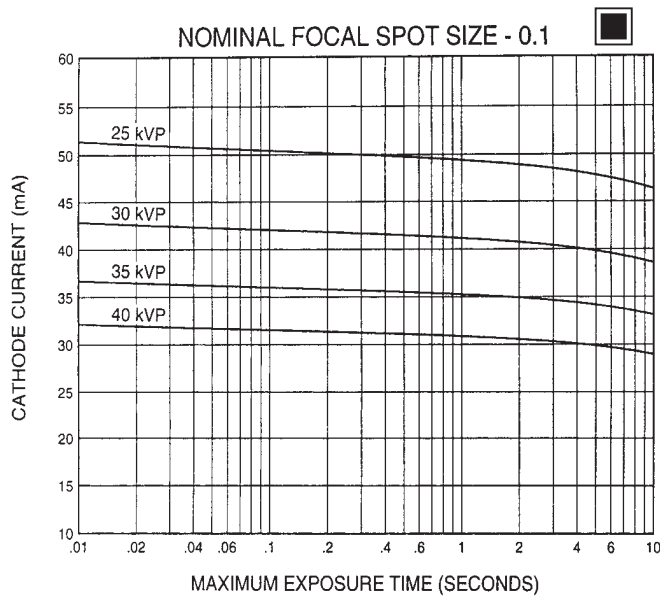 NOMINAL FOCAL SPOT SIZE - 0.1
CATHODE CURRENT (mA)
60
55
50
45
40
35
30
25
20
15
10
25 kVP
30 kVP
35 kVP
40 kVP
.01 .02 .04 .06 .1 .2 .4 .6 1 2 4 6 10
MAXIMUM EXPOSURE TIME (SECONDS)